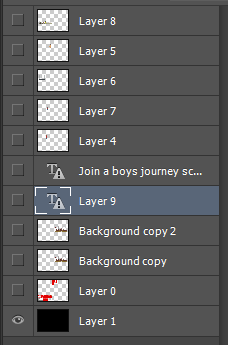 Layer 8
Layer 5
Layer 6
Layer 7
Layer 4
Join a boys journey sc...
Layer 9
Background copy 2
Background copy
Layer 0
Layer 1